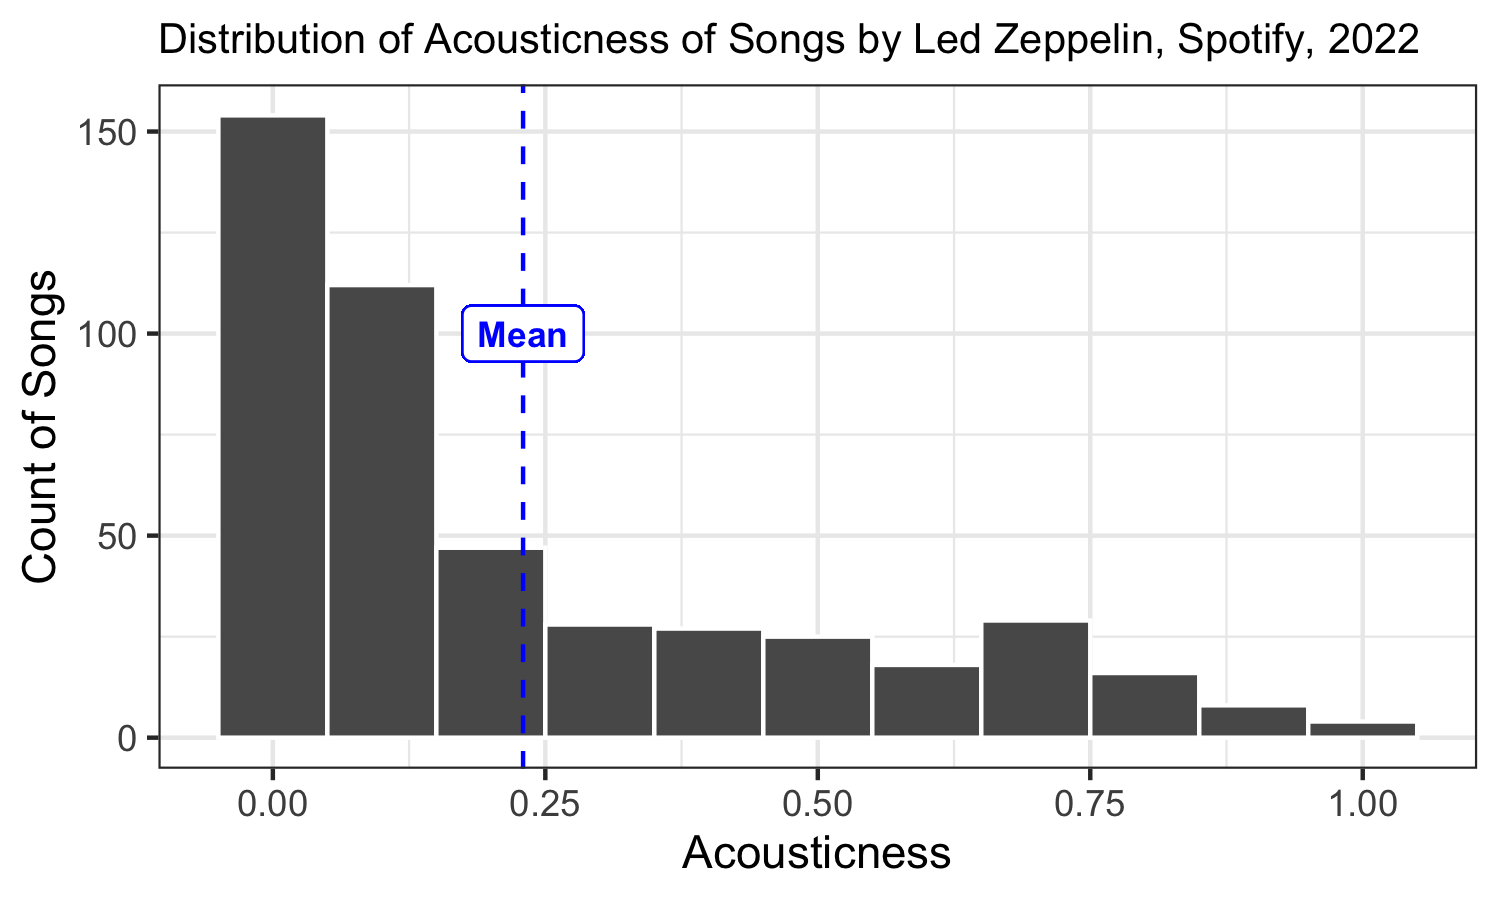 Distribution of Acousticness of Songs by Led Zeppelin, Spotify, 2022
150
100
50
0
Count of Songs
Mean
0.00 0.25 0.50 0.75 1.00
Acousticness